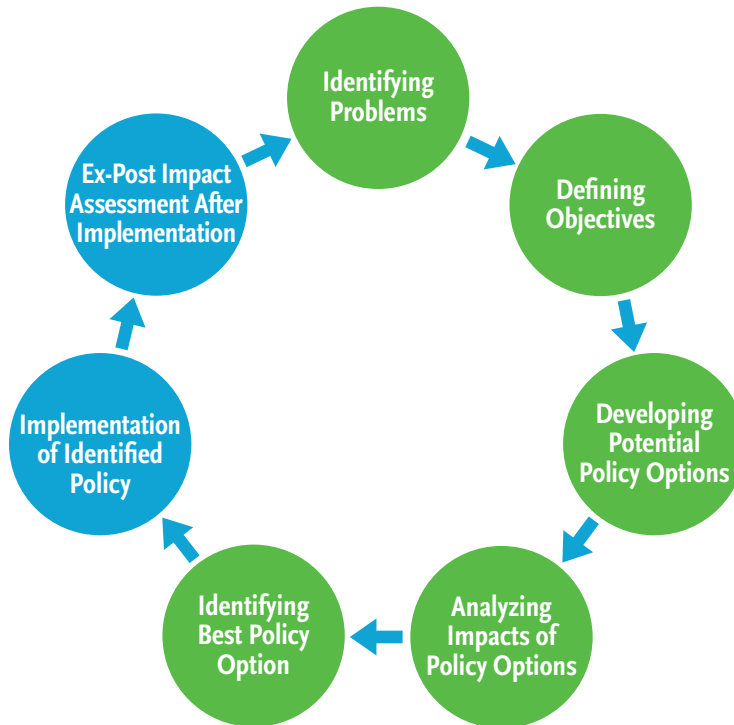 Identifying
Problems
Defining
Objectives
Developing
Potential
Policy Options
Analyzing
Impacts of
Policy Options
Identifying
Best Policy
Option
Implementation
of Identified
Policy
Ex-Post Impact
Assessment After
Implementation